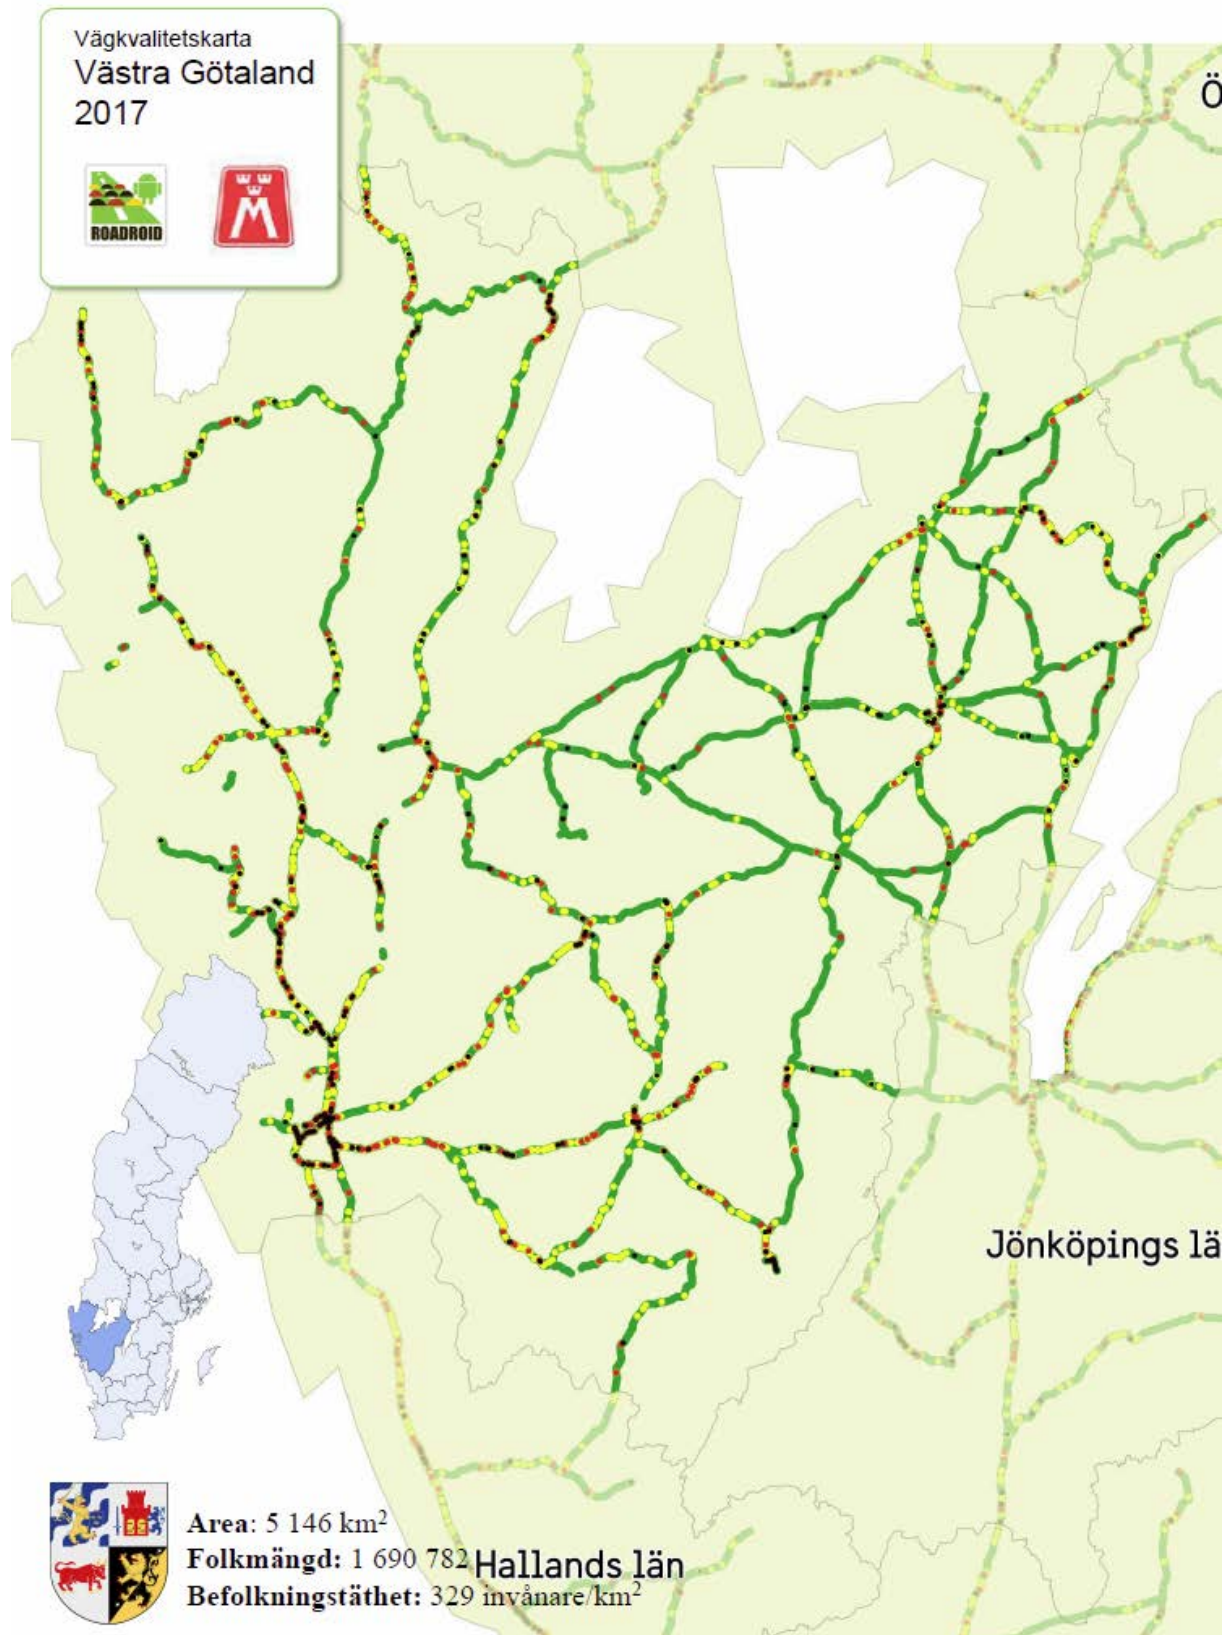 Vägkvalitetskarta
Västra Götaland
2017
ROADROID
M
Ö
Jönköpings lä
Area: 5 146 km²
Folkmängd: 1 690 782
Hallands län
Befolkningstäthet: 329 invånare/km²